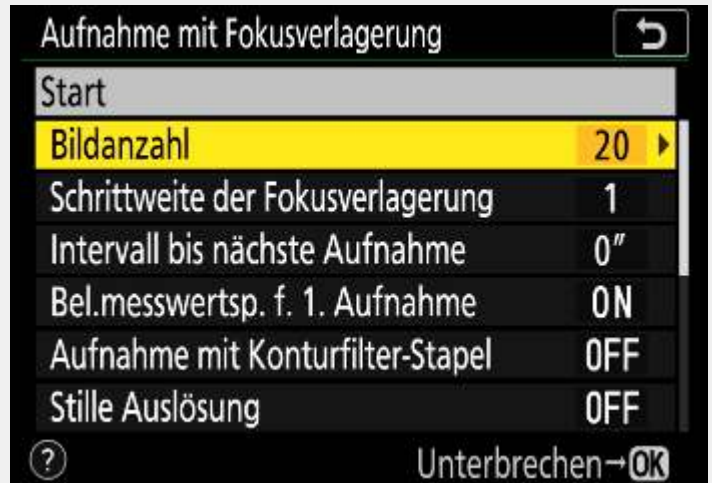 Aufnahme mit Fokusverlagerung
Start
Bildanzahl 20
Schrittweite der Fokusverlagerung 1
Intervall bis nächste Aufnahme 0″
Bel.messwertsp. f. 1. Aufnahme ON
Aufnahme mit Konturfilter-Stapel OFF
Stille Auslösung OFF
? Unterbrechen→OK